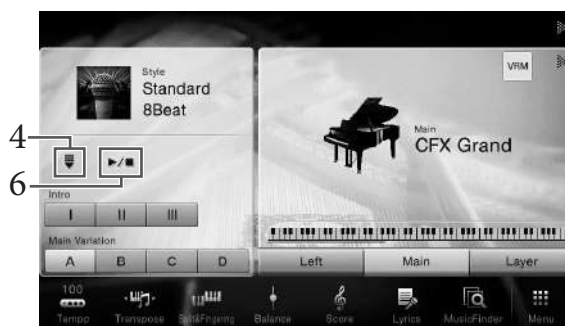 Style
Standard
8Beat
VRM
Main
CFX Grand
4
6
Intro
I II III
Main Variation
A B C D
Left Main Layer
100
Tempo Transpose Split&Fingering Balance Score Lyrics MusicFinder Menu